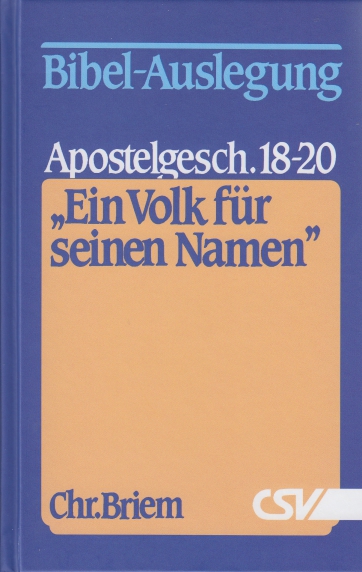 Bibel-Auslegung
Apostelgesch. 18-20
„Ein Volk für
seinen Namen”
Chr. Briem
CSV